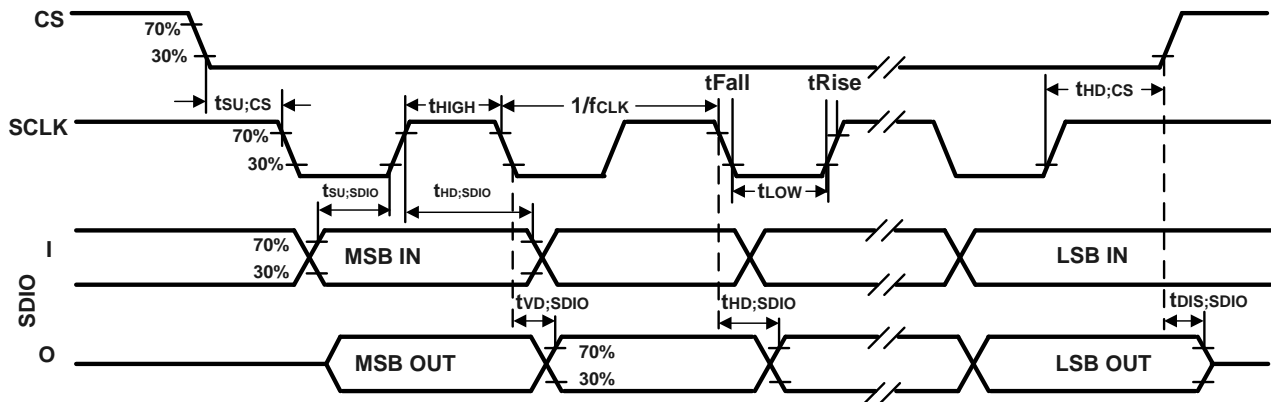 CS
70%
30%
tFall
tRise
tSU;CS
tHIGH
1/fCLK
tHD;CS
SCLK
70%
30%
tSU;SDIO
tHD;SDIO
tLOW
I
70%
30%
MSB IN
LSB IN
SDIO
tVD;SDIO
tHD;SDIO
tDIS;SDIO
O
MSB OUT
70%
30%
LSB OUT